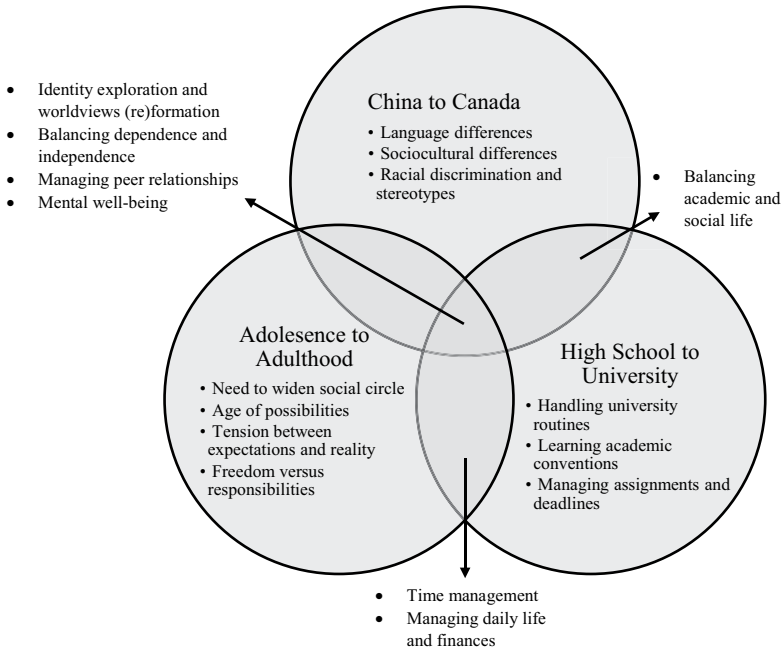 • Identity exploration and
worldviews (re)formation
• Balancing dependence and
independence
• Managing peer relationships
• Mental well-being
China to Canada
• Language differences
• Sociocultural differences
• Racial discrimination and
stereotypes
• Balancing
academic and
social life
Adolesence to
Adulthood
• Need to widen social circle
• Age of possibilities
• Tension between
expectations and reality
• Freedom versus
responsibilities
High School to
University
• Handling university
routines
• Learning academic
conventions
• Managing assignments and
deadlines
• Time management
• Managing daily life
and finances